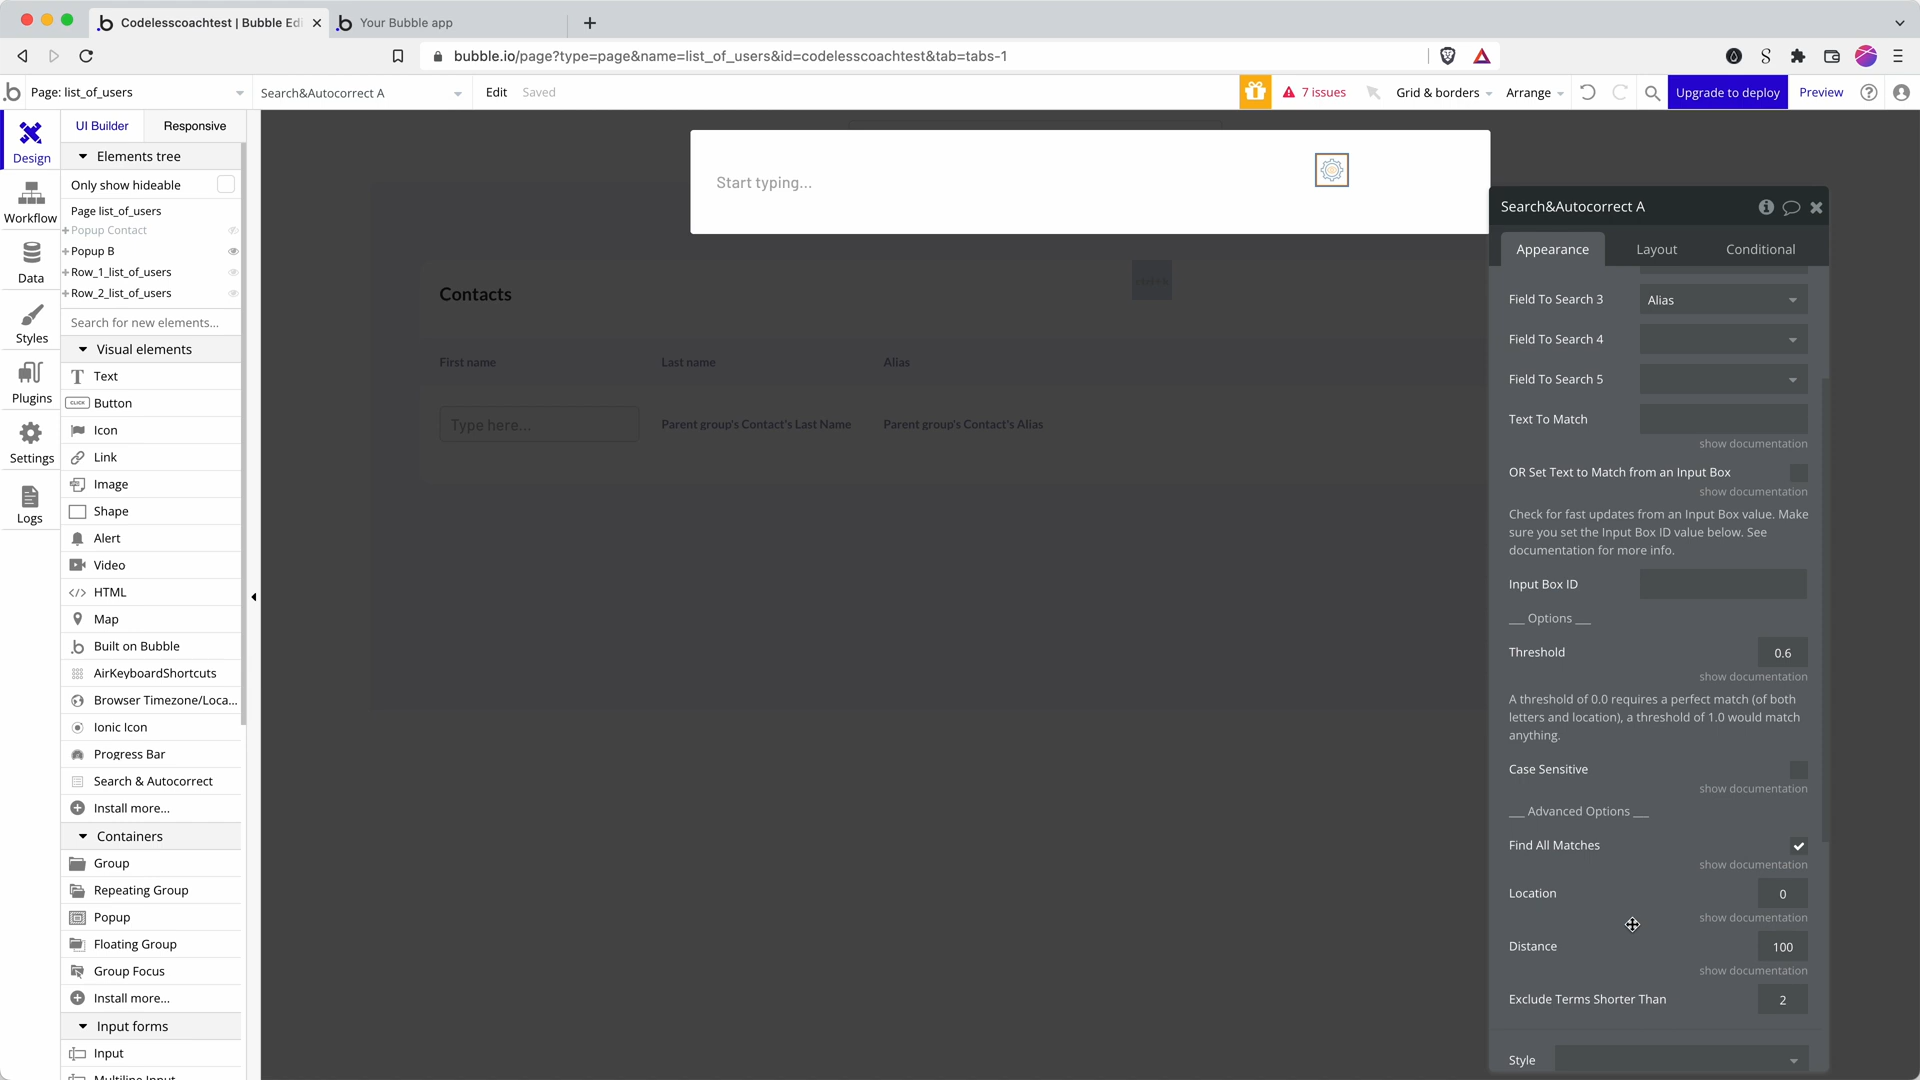 Codelesscoachtest | Bubble Edi
Your Bubble app
bubble.io/page?type=page&name=list_of_users&id=codelesscoachtest&tab=tabs-1
Page: list_of_users
Search&Autocorrect A
Edit
Saved
7 issues
Grid & borders
Arrange
Upgrade to deploy
Preview
Design
Workflow
Data
Styles
Plugins
Settings
Logs
UI Builder
Responsive
Elements tree
Only show hideable
Page list_of_users
Popup Contact
Popup B
Row_1_list_of_users
Row_2_list_of_users
Search for new elements...
Visual elements
Text
CLICK
Button
Icon
Link
Image
Shape
Alert
Video
HTML
Map
Built on Bubble
AirKeyboardShortcuts
Browser Timezone/Loca...
Ionic Icon
Progress Bar
Search & Autocorrect
Install more...
Containers
Group
Repeating Group
Popup
Floating Group
Group Focus
Install more...
Input forms
Input
Multiline Input
Start typing...
Contacts
First name
Last name
Alias
Type here...
Parent group's Contact's Last Name
Parent group's Contact's Alias
Search&Autocorrect A
Appearance
Layout
Conditional
Field To Search 3
Alias
Field To Search 4
Field To Search 5
Text To Match
show documentation
OR Set Text to Match from an Input Box
show documentation
Check for fast updates from an Input Box value. Make
sure you set the Input Box ID value below. See
documentation for more info.
Input Box ID
___ Options ___
Threshold
0.6
show documentation
A threshold of 0.0 requires a perfect match (of both
letters and location), a threshold of 1.0 would match
anything.
Case Sensitive
show documentation
___ Advanced Options ___
Find All Matches
show documentation
Location
0
show documentation
Distance
100
show documentation
Exclude Terms Shorter Than
2
Style